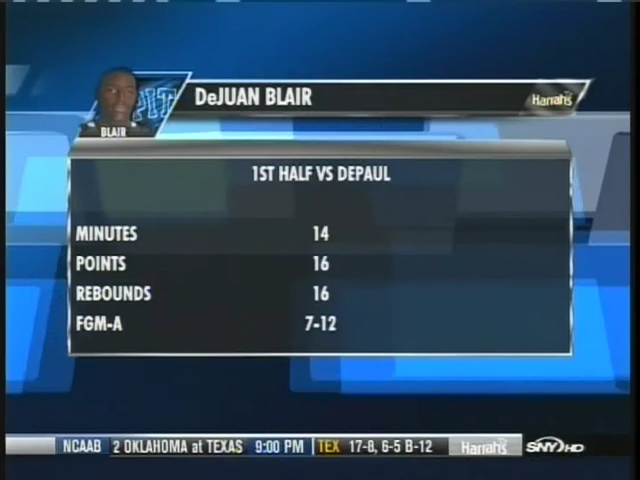 PIT
DeJUAN BLAIR
Harrah's
BLAIR
1ST HALF VS DEPAUL
MINUTES 14
POINTS 16
REBOUNDS 16
FGM-A 7-12
NCAAB 2 OKLAHOMA at TEXAS 9:00 PM TEX 17-8, 6-5 B-12 Harrah's SNY HD